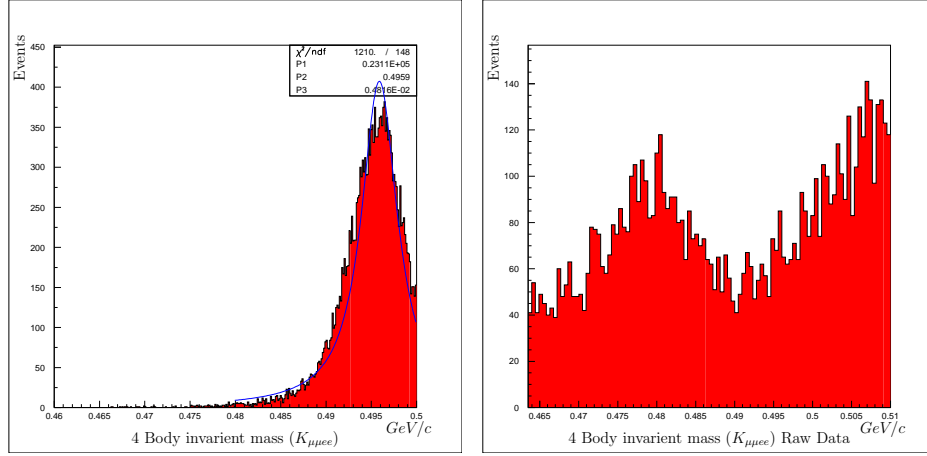 Events
450
400
350
300
250
200
150
100
50
0
χ²/ndf 1210. / 148
P1 0.2311E+05
P2 0.4959
P3 0.4816E-02
0.46 0.465 0.47 0.475 0.48 0.485 0.49 0.495 0.5
GeV/c
4 Body invarient mass (Kμμee)
Events
140
120
100
80
60
40
20
0
0.465 0.47 0.475 0.48 0.485 0.49 0.495 0.5 0.505 0.51
GeV/c
4 Body invarient mass (Kμμee) Raw Data